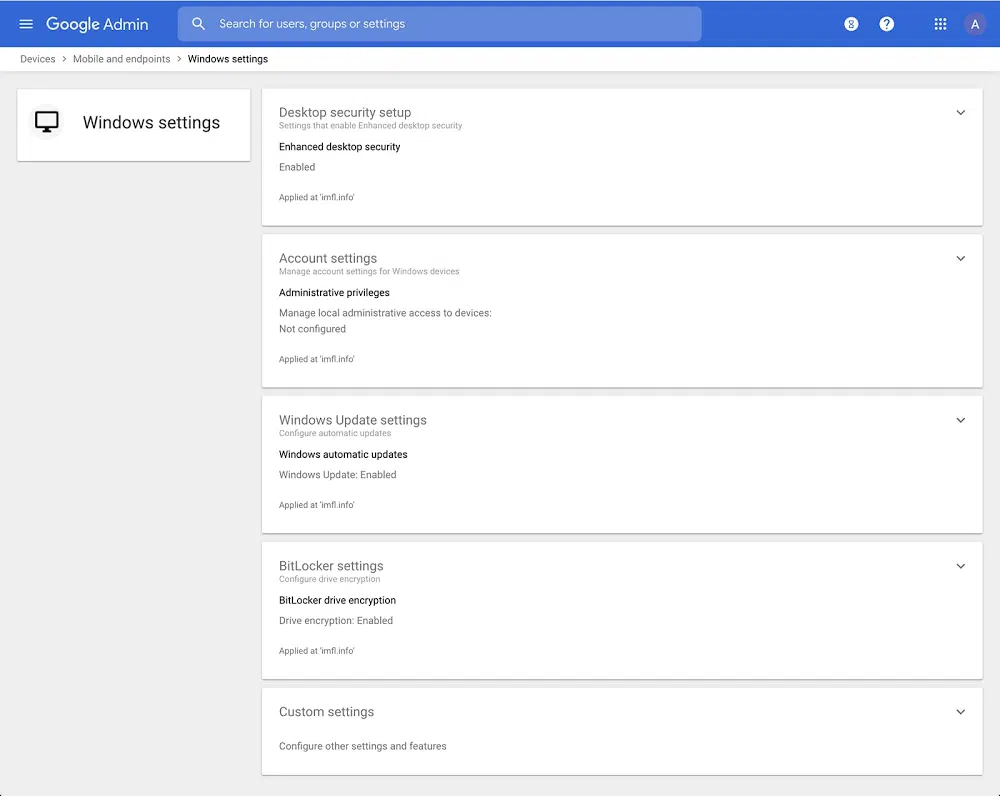 Google Admin
Search for users, groups or settings
A
Devices > Mobile and endpoints > Windows settings
Windows settings
Desktop security setup
Settings that enable Enhanced desktop security
Enhanced desktop security
Enabled
Applied at 'imfl.info'
Account settings
Manage account settings for Windows devices
Administrative privileges
Manage local administrative access to devices:
Not configured
Applied at 'imfl.info'
Windows Update settings
Configure automatic updates
Windows automatic updates
Windows Update: Enabled
Applied at 'imfl.info'
BitLocker settings
Configure drive encryption
BitLocker drive encryption
Drive encryption: Enabled
Applied at 'imfl.info'
Custom settings
Configure other settings and features